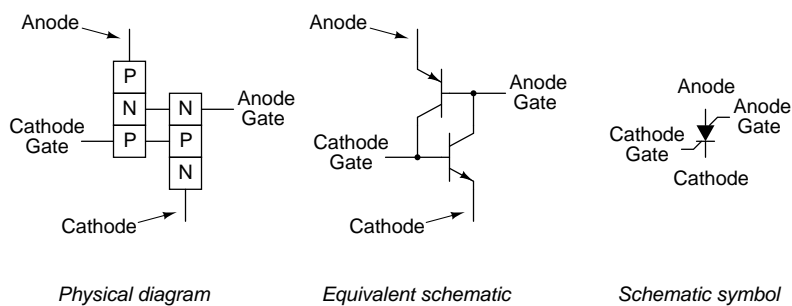 Anode
P
N
N
Anode
Gate
Cathode
Gate
P
P
N
Cathode
Physical diagram
Anode
Anode
Gate
Cathode
Gate
Cathode
Equivalent schematic
Anode
Anode
Gate
Cathode
Gate
Cathode
Schematic symbol